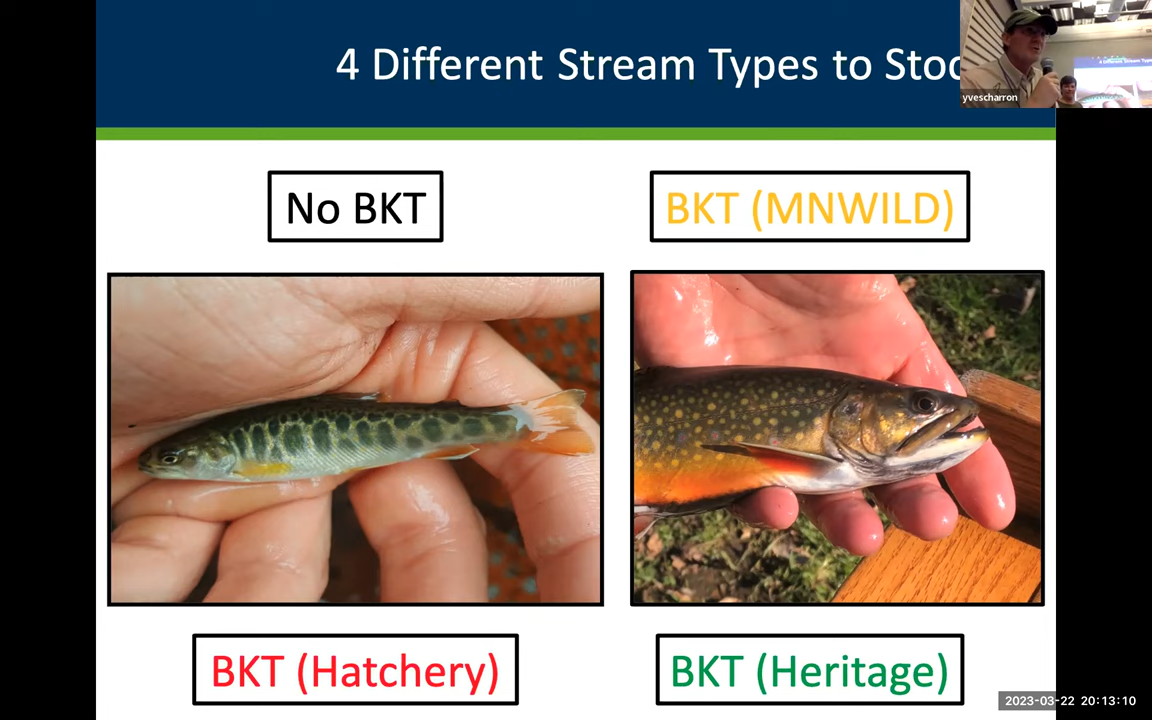 4 Different Stream Types to Stoc
yvescharron
No BKT
BKT (MNWILD)
BKT (Hatchery)
BKT (Heritage)
2023-03-22 20:13:10